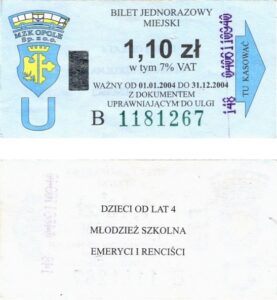 BILET JEDNORAZOWY
MIEJSKI
MZK OPOLE
Sp. z o.o.
1,10 zł
w tym 7% VAT
WAŻNY OD 01.01.2004 DO 31.12.2004
Z DOKUMENTEM
UPRAWNIAJĄCYM DO ULGI
U
B 1181267
TU KASOWAĆ
148
DZIECI OD LAT 4
MŁODZIEŻ SZKOLNA
EMERYCI I RENCIŚCI